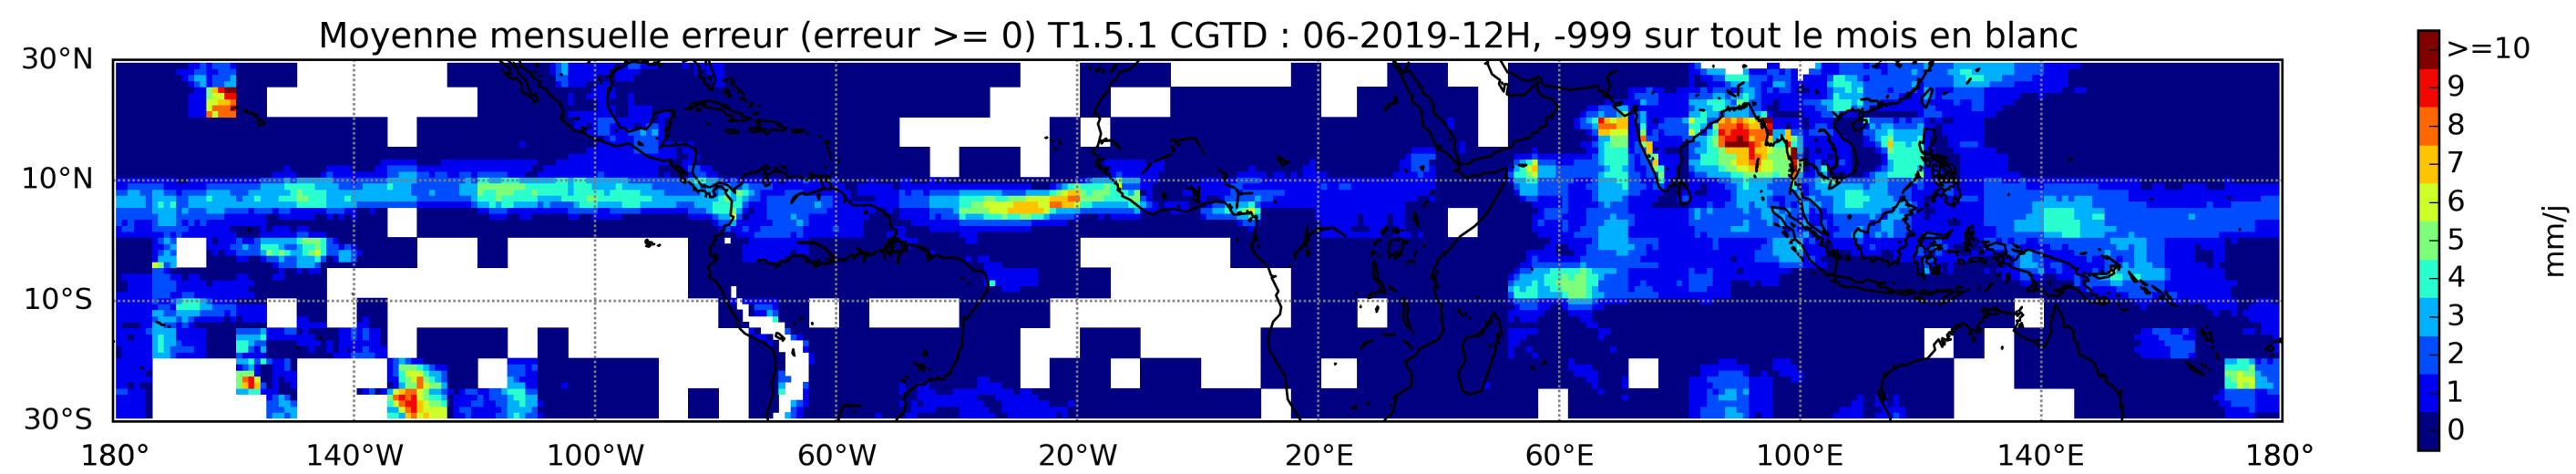 Moyenne mensuelle erreur (erreur >= 0) T1.5.1 CGTD : 06-2019-12H, -999 sur tout le mois en blanc
30°N
10°N
10°S
30°S
180° 140°W 100°W 60°W 20°W 20°E 60°E 100°E 140°E 180°
>=10
9
8
7
6
5
4
3
2
1
0
mm/j